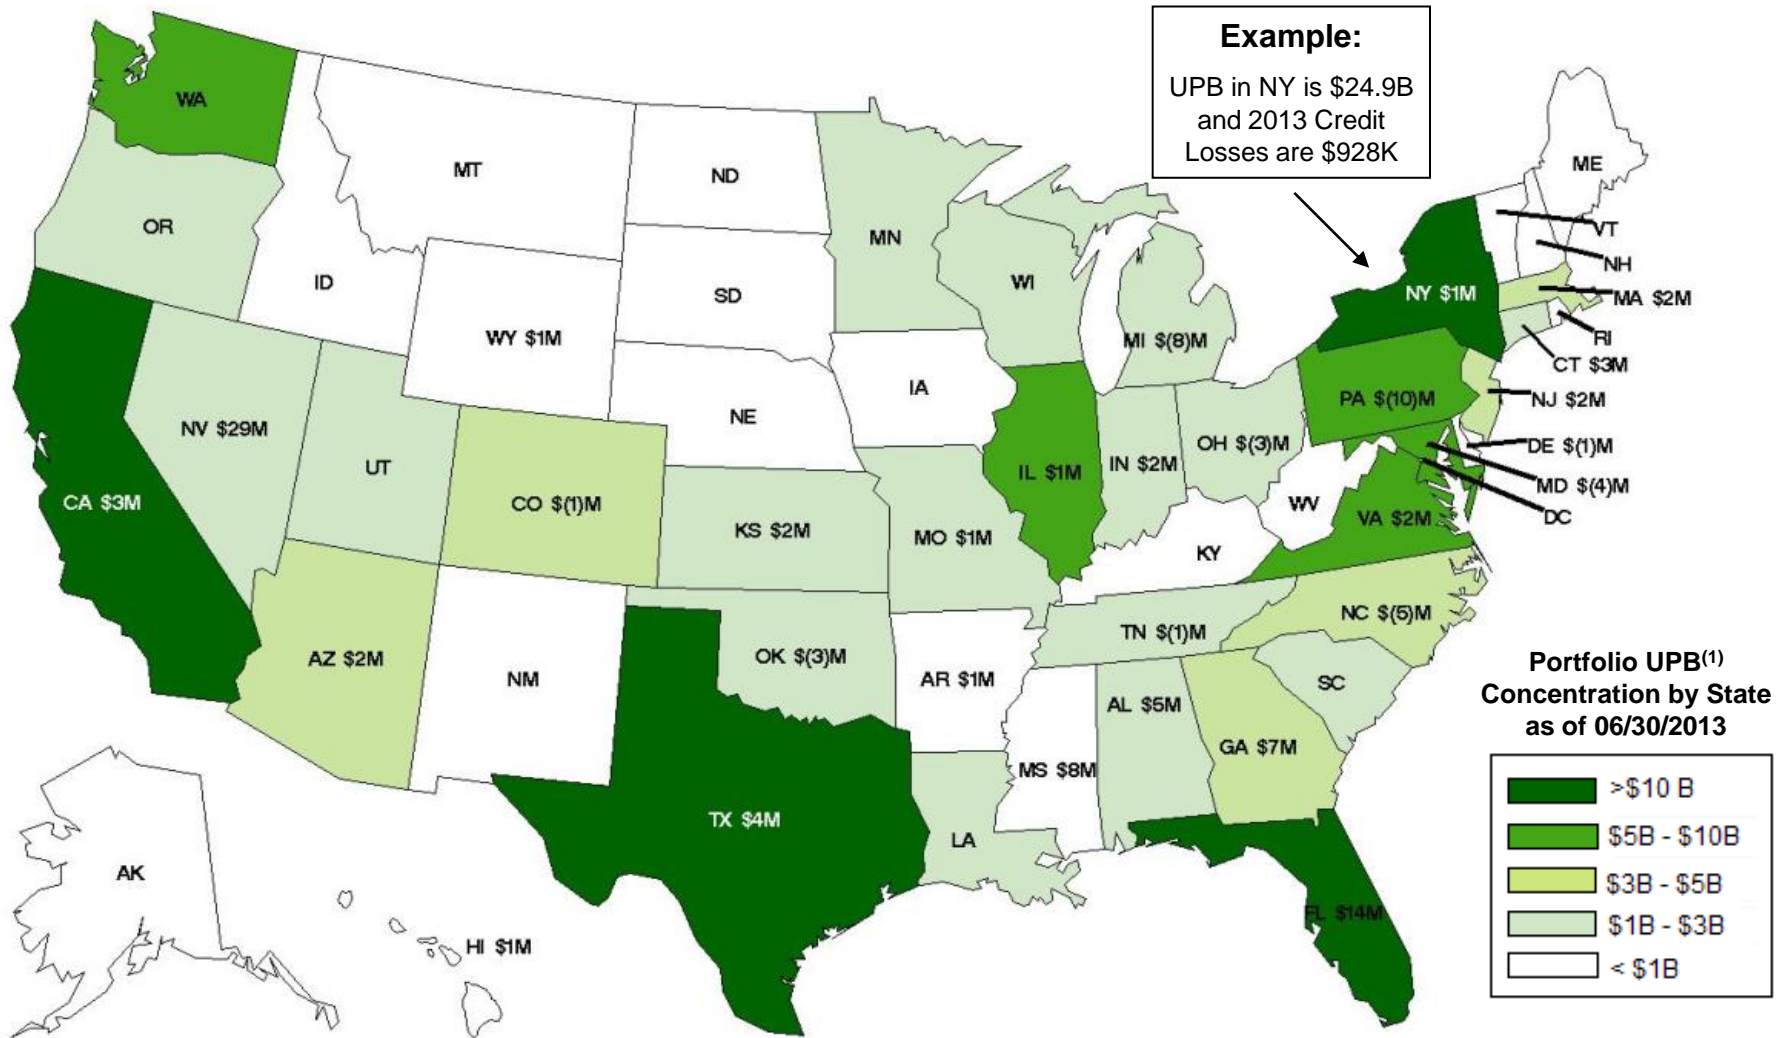 Example:
UPB in NY is $24.9B
and 2013 Credit
Losses are $928K
WA
MT
ND
ME
OR
MN
VT
ID
SD
WI
NH
NY $1M
MA $2M
WY $1M
MI $(8)M
RI
CT $3M
IA
NE
PA $(10)M
NJ $2M
NV $29M
OH $(3)M
DE $(1)M
UT
IL $1M
IN $2M
MD $(4)M
CA $3M
CO $(1)M
WV
VA $2M
DC
KS $2M
MO $1M
KY
NC $(5)M
TN $(1)M
AZ $2M
OK $(3)M
NM
AR $1M
SC
AL $5M
GA $7M
MS $8M
TX $4M
LA
AK
FL $14M
HI $1M
Portfolio UPB(1)
Concentration by State
as of 06/30/2013
>$10 B
$5B - $10B
$3B - $5B
$1B - $3B
< $1B